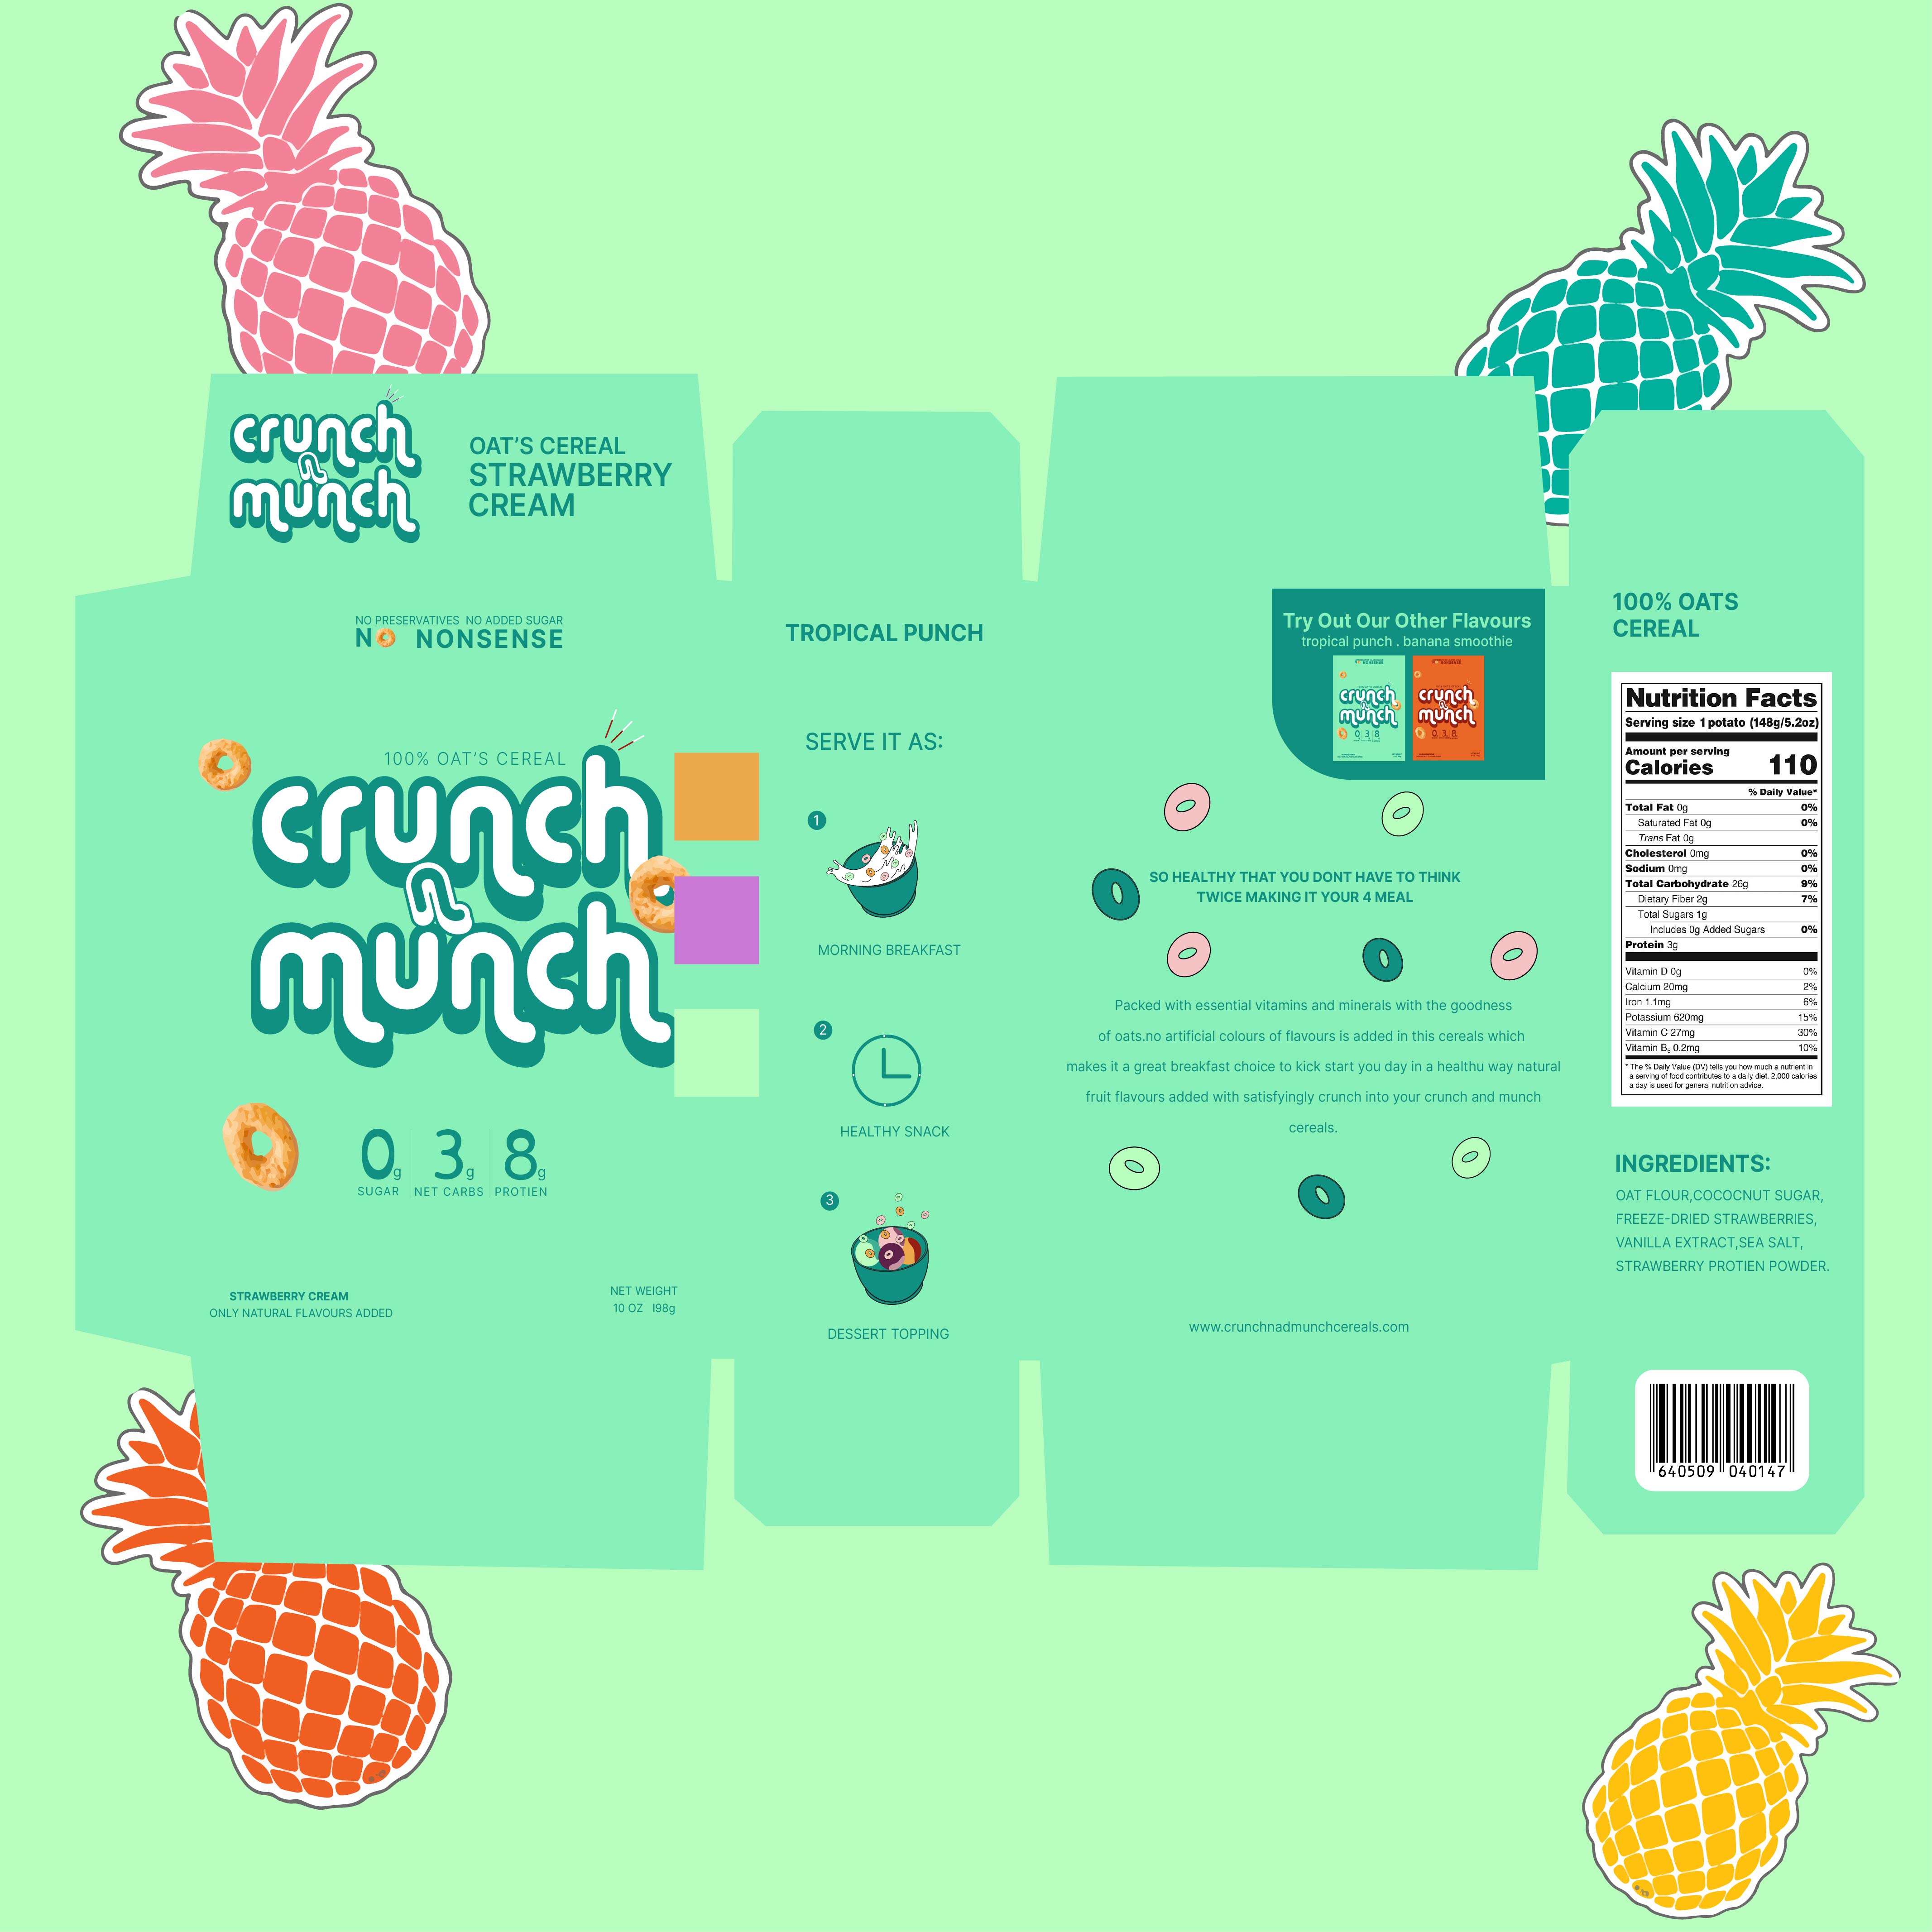 crunch
n
munch
OAT'S CEREAL
STRAWBERRY
CREAM
NO PRESERVATIVES NO ADDED SUGAR
NO NONSENSE
100% OAT'S CEREAL
crunch
n
munch
0g
SUGAR
3g
NET CARBS
8g
PROTIEN
STRAWBERRY CREAM
ONLY NATURAL FLAVOURS ADDED
NET WEIGHT
10 OZ I98g
TROPICAL PUNCH
SERVE IT AS:
1
MORNING BREAKFAST
2
HEALTHY SNACK
3
DESSERT TOPPING
Try Out Our Other Flavours
tropical punch . banana smoothie
NONSENSE
crunch
n
munch
0 3 8
NONSENSE
crunch
n
munch
0 3 8
SO HEALTHY THAT YOU DONT HAVE TO THINK
TWICE MAKING IT YOUR 4 MEAL
Packed with essential vitamins and minerals with the goodness
of oats.no artificial colours of flavours is added in this cereals which
makes it a great breakfast choice to kick start you day in a healthu way natural
fruit flavours added with satisfyingly crunch into your crunch and munch
cereals.
www.crunchnadmunchcereals.com
100% OATS
CEREAL
Nutrition Facts
Serving size 1 potato (148g/5.2oz)
Amount per serving
Calories 110
% Daily Value*
Total Fat 0g 0%
Saturated Fat 0g 0%
Trans Fat 0g
Cholesterol 0mg 0%
Sodium 0mg 0%
Total Carbohydrate 26g 9%
Dietary Fiber 2g 7%
Total Sugars 1g
Includes 0g Added Sugars 0%
Protein 3g
Vitamin D 0g 0%
Calcium 20mg 2%
Iron 1.1mg 6%
Potassium 620mg 15%
Vitamin C 27mg 30%
Vitamin B6 0.2mg 10%
* The % Daily Value (DV) tells you how much a nutrient in
a serving of food contributes to a daily diet. 2,000 calories
a day is used for general nutrition advice.
INGREDIENTS:
OAT FLOUR,COCOCNUT SUGAR,
FREEZE-DRIED STRAWBERRIES,
VANILLA EXTRACT,SEA SALT,
STRAWBERRY PROTIEN POWDER.
640509 040147